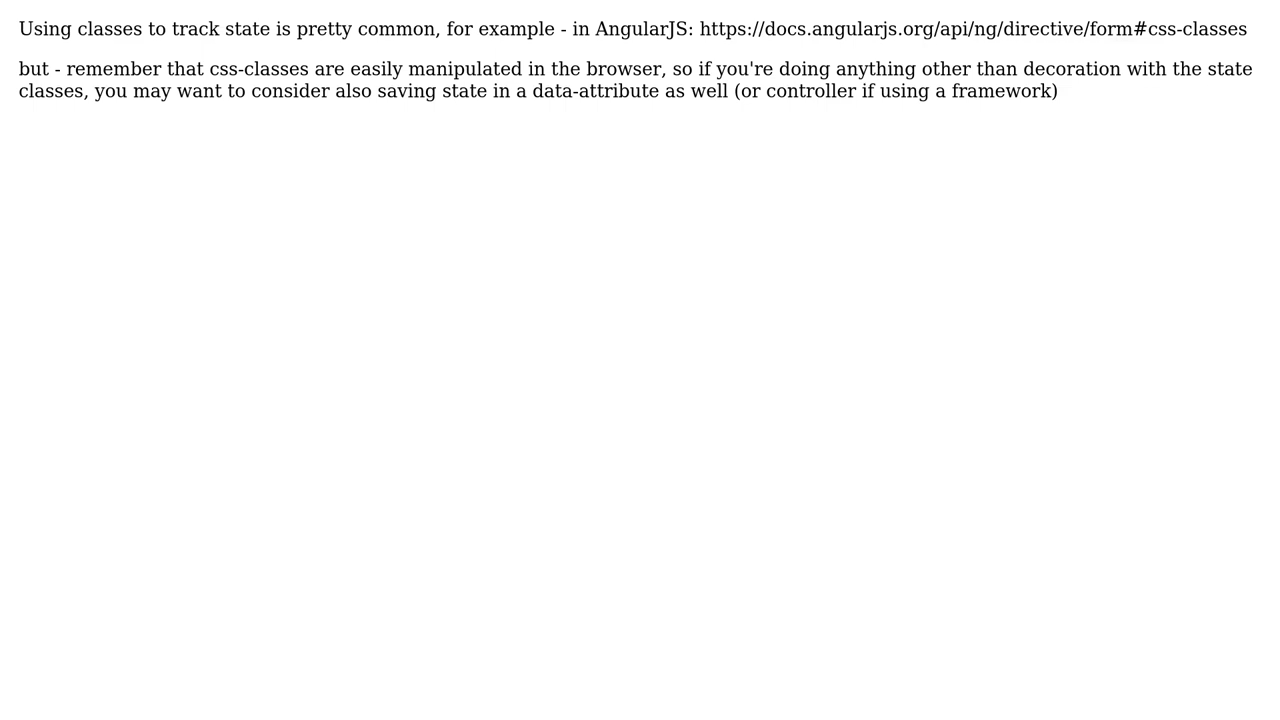 Using classes to track state is pretty common, for example - in AngularJS: https://docs.angularjs.org/api/ng/directive/form#css-classes
but - remember that css-classes are easily manipulated in the browser, so if you're doing anything other than decoration with the state
classes, you may want to consider also saving state in a data-attribute as well (or controller if using a framework)